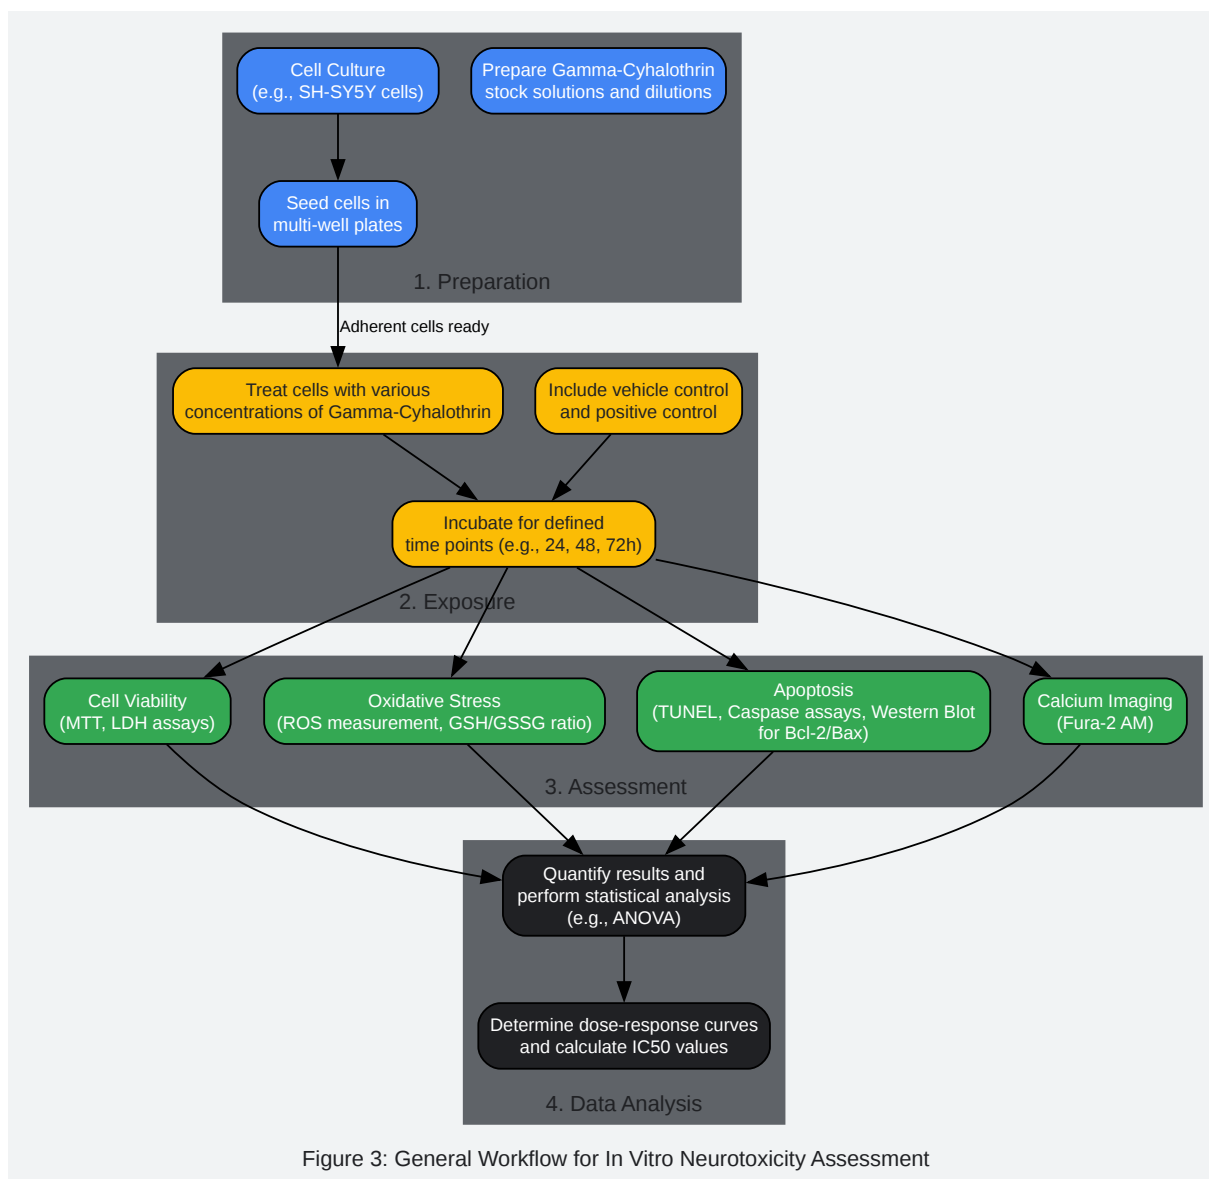 Cell Culture
(e.g., SH-SY5Y cells)
Prepare Gamma-Cyhalothrin
stock solutions and dilutions
Seed cells in
multi-well plates
1. Preparation
Adherent cells ready
Treat cells with various
concentrations of Gamma-Cyhalothrin
Include vehicle control
and positive control
Incubate for defined
time points (e.g., 24, 48, 72h)
2. Exposure
Cell Viability
(MTT, LDH assays)
Oxidative Stress
(ROS measurement, GSH/GSSG ratio)
Apoptosis
(TUNEL, Caspase assays, Western Blot
for Bcl-2/Bax)
Calcium Imaging
(Fura-2 AM)
3. Assessment
Quantify results and
perform statistical analysis
(e.g., ANOVA)
Determine dose-response curves
and calculate IC50 values
4. Data Analysis
Figure 3: General Workflow for In Vitro Neurotoxicity Assessment